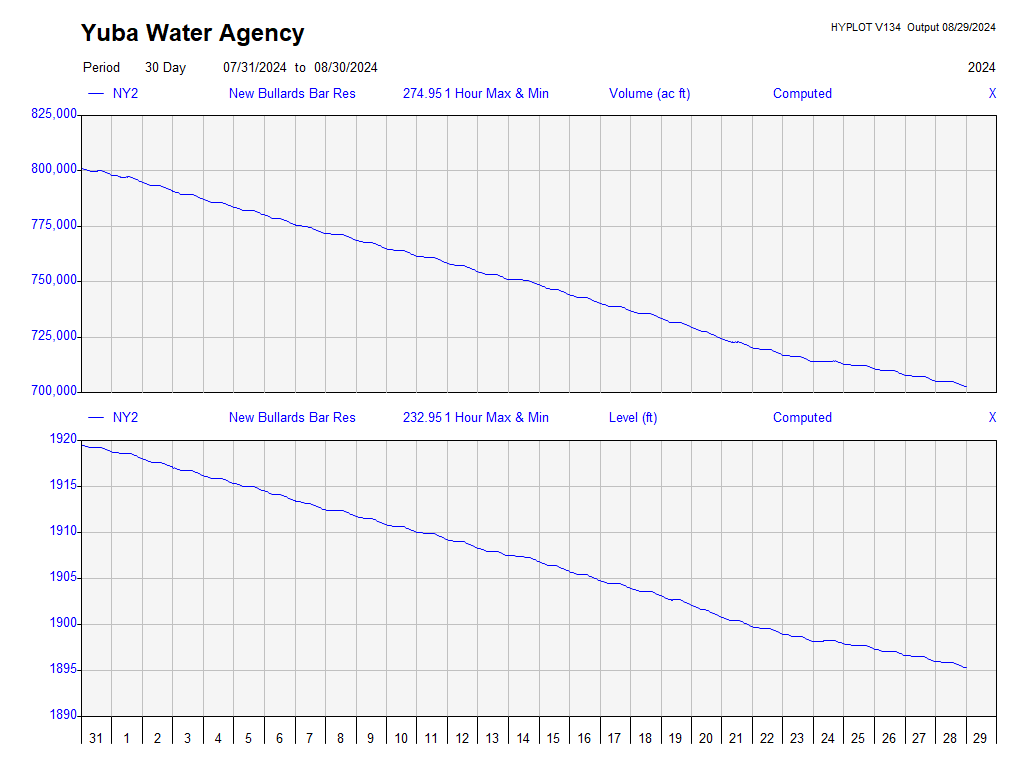 Yuba Water Agency
HYPLOT V134 Output 08/29/2024
Period 30 Day 07/31/2024 to 08/30/2024 2024
NY2 New Bullards Bar Res 274.95 1 Hour Max & Min Volume (ac ft) Computed X
825,000
800,000
775,000
750,000
725,000
700,000
NY2 New Bullards Bar Res 232.95 1 Hour Max & Min Level (ft) Computed X
1920
1915
1910
1905
1900
1895
1890
31 1 2 3 4 5 6 7 8 9 10 11 12 13 14 15 16 17 18 19 20 21 22 23 24 25 26 27 28 29